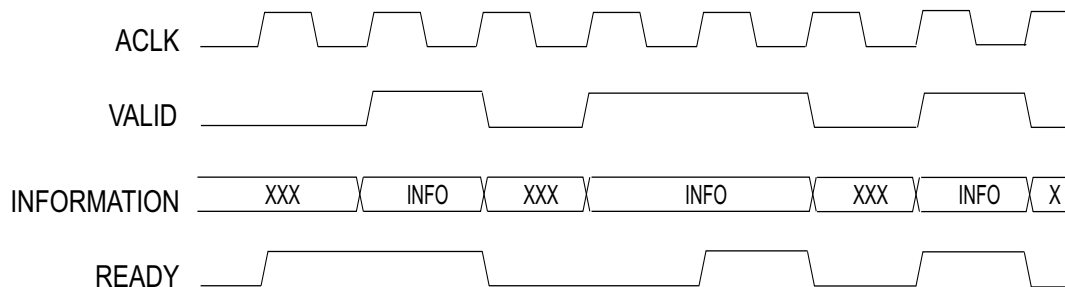 ACLK
VALID
INFORMATION XXX INFO XXX INFO XXX INFO X
READY